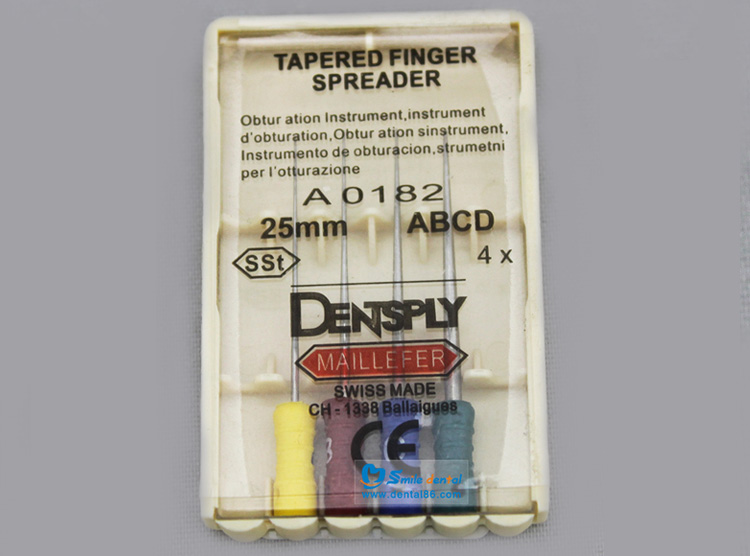 TAPERED FINGER
SPREADER
Obtur ation Instrument,instrument
d'obturation,Obtur ation sinstrument,
Instrumento de obturacion,strumetni
per l'otturazione
A 0182
25mm ABCD
SSt 4 x
DENTSPLY
MAILLEFER
SWISS MADE
CH - 1338 Ballaigues
CE
Smile dental
www.dental86.com